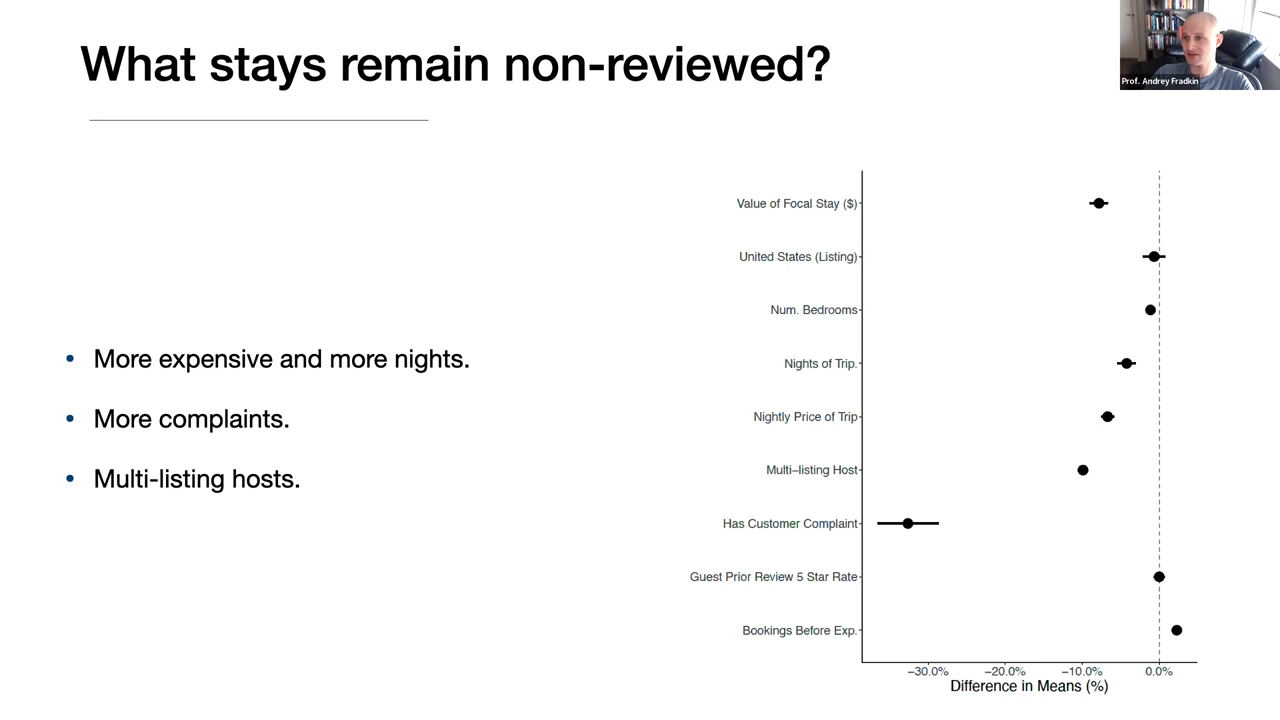 What stays remain non-reviewed?
Prof. Andrey Fradkin
• More expensive and more nights.
• More complaints.
• Multi-listing hosts.
Value of Focal Stay ($)
United States (Listing)
Num. Bedrooms
Nights of Trip.
Nightly Price of Trip
Multi−listing Host
Has Customer Complaint
Guest Prior Review 5 Star Rate
Bookings Before Exp.
−30.0% −20.0% −10.0% 0.0%
Difference in Means (%)